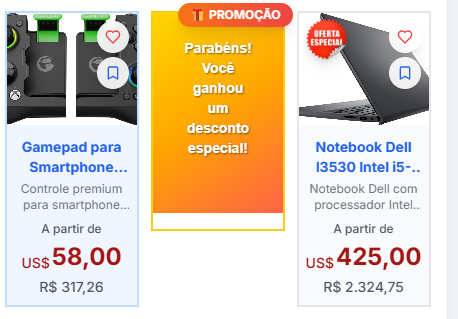 Gamepad para
Smartphone...
Controle premium
para smartphone...
A partir de
US$58,00
R$ 317,26
PROMOÇÃO
Parabéns!
Você
ganhou
um
desconto
especial!
OFERTA
ESPECIAL!
Notebook Dell
I3530 Intel i5-..
Notebook Dell com
processador Intel..
A partir de
US$425,00
R$ 2.324,75